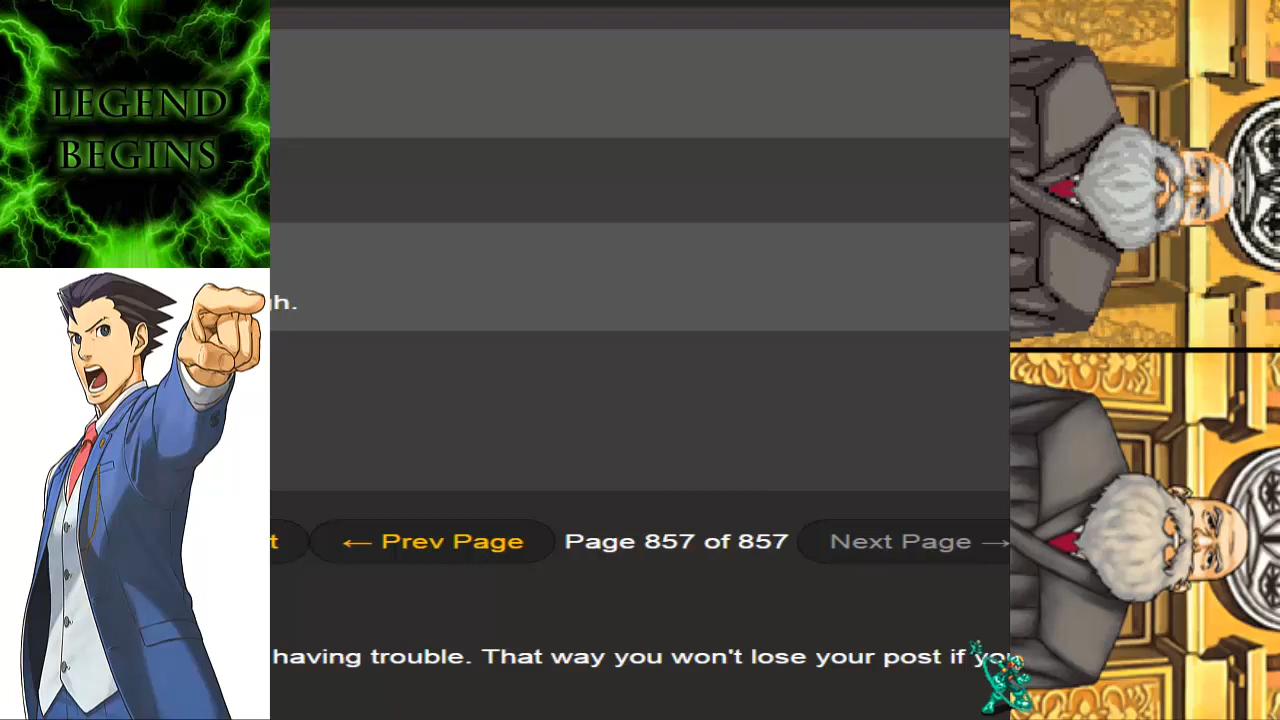 LEGEND
BEGINS
h.
t
← Prev Page
Page 857 of 857
Next Page →
having trouble. That way you won't lose your post if you